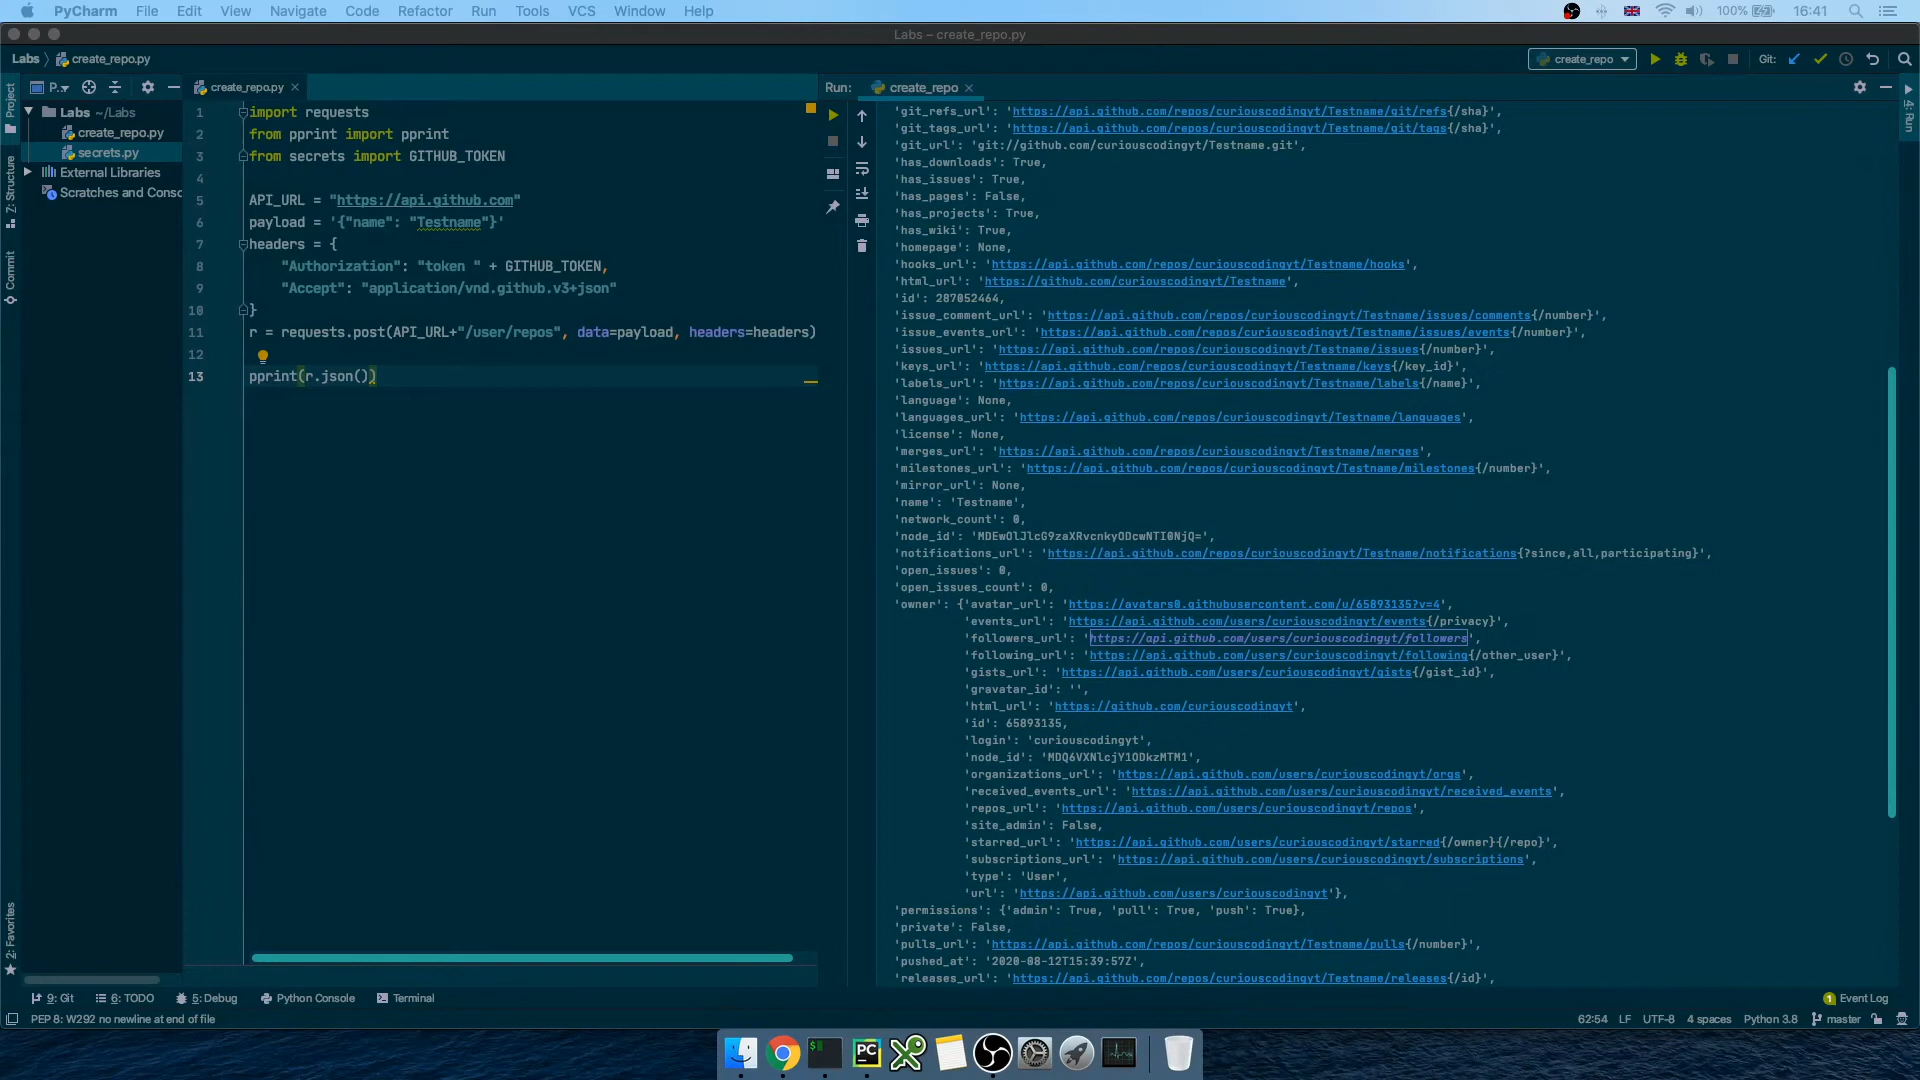 PyCharm File Edit View Navigate Code Refactor Run Tools VCS Window Help 100% 16:41
Labs – create_repo.py
Labs create_repo.py create_repo Git:
P.. create_repo.py Run: create_repo
Project
Z: Structure
Commit
2: Favorites
4: Run
Labs ~/Labs
create_repo.py
secrets.py
External Libraries
Scratches and Consc
1 import requests
2 from pprint import pprint
3 from secrets import GITHUB_TOKEN
4
5 API_URL = "https://api.github.com"
6 payload = '{"name": "Testname"}'
7 headers = {
8 "Authorization": "token " + GITHUB_TOKEN,
9 "Accept": "application/vnd.github.v3+json"
10 }
11 r = requests.post(API_URL+"/user/repos", data=payload, headers=headers)
12
13 pprint(r.json())
'git_refs_url': 'https://api.github.com/repos/curiouscodingyt/Testname/git/refs{/sha}',
'git_tags_url': 'https://api.github.com/repos/curiouscodingyt/Testname/git/tags{/sha}',
'git_url': 'git://github.com/curiouscodingyt/Testname.git',
'has_downloads': True,
'has_issues': True,
'has_pages': False,
'has_projects': True,
'has_wiki': True,
'homepage': None,
'hooks_url': 'https://api.github.com/repos/curiouscodingyt/Testname/hooks',
'html_url': 'https://github.com/curiouscodingyt/Testname',
'id': 287052464,
'issue_comment_url': 'https://api.github.com/repos/curiouscodingyt/Testname/issues/comments{/number}',
'issue_events_url': 'https://api.github.com/repos/curiouscodingyt/Testname/issues/events{/number}',
'issues_url': 'https://api.github.com/repos/curiouscodingyt/Testname/issues{/number}',
'keys_url': 'https://api.github.com/repos/curiouscodingyt/Testname/keys{/key_id}',
'labels_url': 'https://api.github.com/repos/curiouscodingyt/Testname/labels{/name}',
'language': None,
'languages_url': 'https://api.github.com/repos/curiouscodingyt/Testname/languages',
'license': None,
'merges_url': 'https://api.github.com/repos/curiouscodingyt/Testname/merges',
'milestones_url': 'https://api.github.com/repos/curiouscodingyt/Testname/milestones{/number}',
'mirror_url': None,
'name': 'Testname',
'network_count': 0,
'node_id': 'MDEwOlJlcG9zaXRvcnkyODcwNTI0NjQ=',
'notifications_url': 'https://api.github.com/repos/curiouscodingyt/Testname/notifications{?since,all,participating}',
'open_issues': 0,
'open_issues_count': 0,
'owner': {'avatar_url': 'https://avatars0.githubusercontent.com/u/65893135?v=4',
'events_url': 'https://api.github.com/users/curiouscodingyt/events{/privacy}',
'followers_url': 'https://api.github.com/users/curiouscodingyt/followers',
'following_url': 'https://api.github.com/users/curiouscodingyt/following{/other_user}',
'gists_url': 'https://api.github.com/users/curiouscodingyt/gists{/gist_id}',
'gravatar_id': '',
'html_url': 'https://github.com/curiouscodingyt',
'id': 65893135,
'login': 'curiouscodingyt',
'node_id': 'MDQ6VXNlcjY1ODkzMTM1',
'organizations_url': 'https://api.github.com/users/curiouscodingyt/orgs',
'received_events_url': 'https://api.github.com/users/curiouscodingyt/received_events',
'repos_url': 'https://api.github.com/users/curiouscodingyt/repos',
'site_admin': False,
'starred_url': 'https://api.github.com/users/curiouscodingyt/starred{/owner}{/repo}',
'subscriptions_url': 'https://api.github.com/users/curiouscodingyt/subscriptions',
'type': 'User',
'url': 'https://api.github.com/users/curiouscodingyt'},
'permissions': {'admin': True, 'pull': True, 'push': True},
'private': False,
'pulls_url': 'https://api.github.com/repos/curiouscodingyt/Testname/pulls{/number}',
'pushed_at': '2020-08-12T15:39:57Z',
'releases_url': 'https://api.github.com/repos/curiouscodingyt/Testname/releases{/id}',
9: Git 6: TODO 5: Debug Python Console Terminal 1 Event Log
PEP 8: W292 no newline at end of file 62:54 LF UTF-8 4 spaces Python 3.8 master
$ PC X